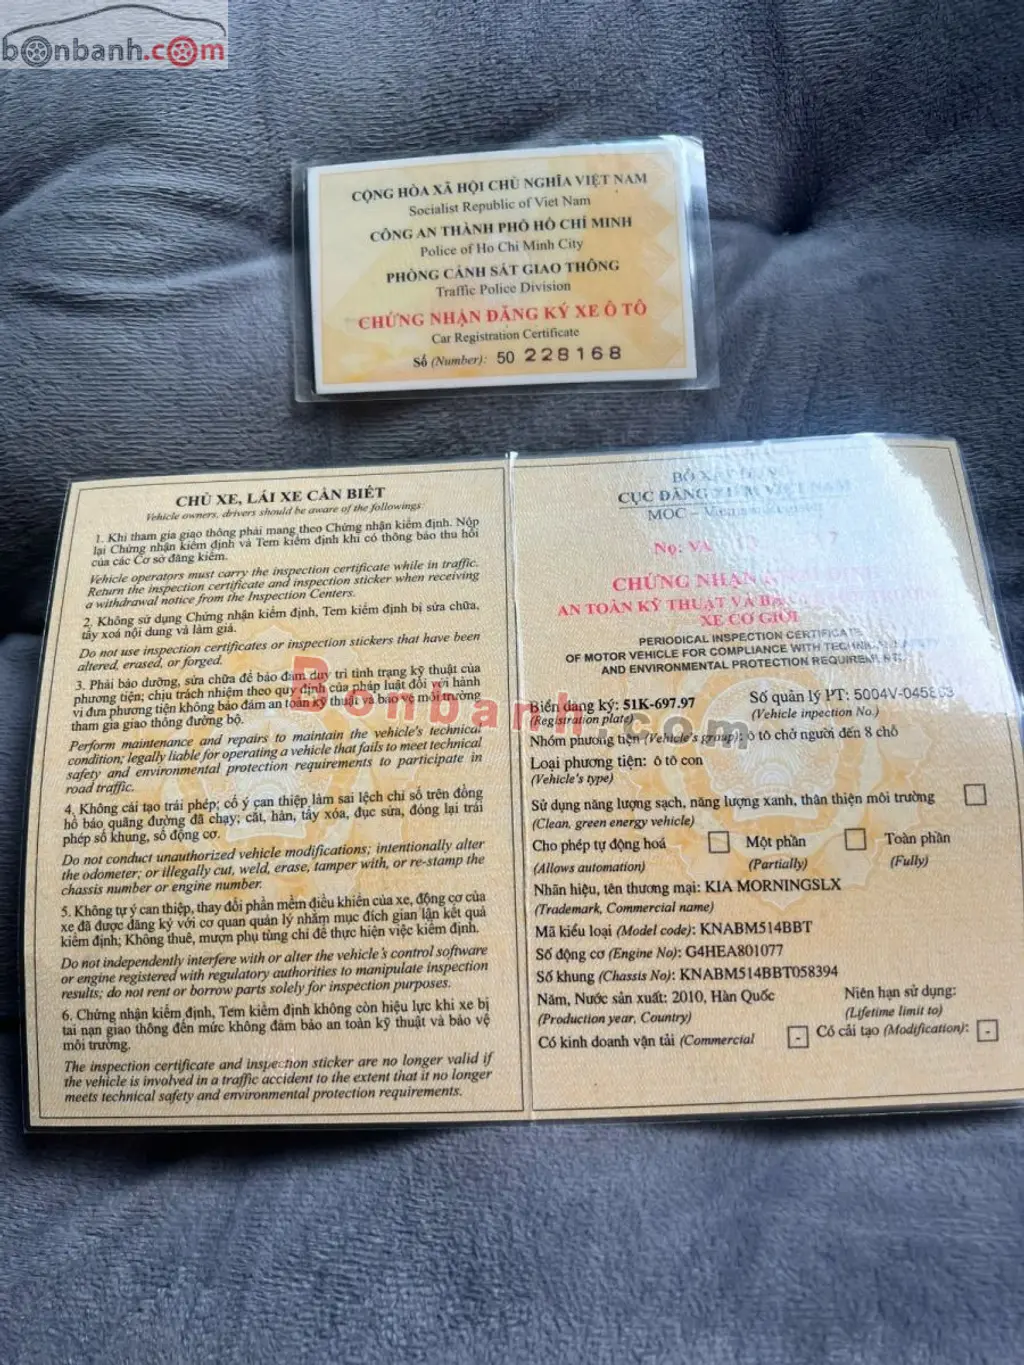 bonbanh.com
CỘNG HÒA XÃ HỘI CHỦ NGHĨA VIỆT NAM
Socialist Republic of Viet Nam
CÔNG AN THÀNH PHỐ HỒ CHÍ MINH
Police of Ho Chi Minh City
PHÒNG CẢNH SÁT GIAO THÔNG
Traffic Police Division
CHỨNG NHẬN ĐĂNG KÝ XE Ô TÔ
Car Registration Certificate
Số (Number): 50 228168
CHỦ XE, LÁI XE CẦN BIẾT
Vehicle owners, drivers should be aware of the followings:
1. Khi tham gia giao thông phải mang theo Chứng nhận kiểm định. Nộp
lại Chứng nhận kiểm định và Tem kiểm định khi có thông báo thu hồi
của các Cơ sở đăng kiểm.
Vehicle operators must carry the inspection certificate while in traffic.
Return the inspection certificate and inspection sticker when receiving
a withdrawal notice from the Inspection Centers.
2. Không sử dụng Chứng nhận kiểm định, Tem kiểm định bị sửa chữa,
tẩy xoá nội dung và làm giả.
Do not use inspection certificates or inspection stickers that have been
altered, erased, or forged.
3. Phải bảo dưỡng, sửa chữa để bảo đảm duy trì tình trạng kỹ thuật của
phương tiện; chịu trách nhiệm theo quy định của pháp luật đối với hành
vi đưa phương tiện không bảo đảm an toàn kỹ thuật và bảo vệ môi trường
tham gia giao thông đường bộ.
Perform maintenance and repairs to maintain the vehicle's technical
condition; legally liable for operating a vehicle that fails to meet technical
safety and environmental protection requirements to participate in
road traffic.
4. Không cải tạo trái phép; cố ý can thiệp làm sai lệch chỉ số trên đồng
hồ báo quãng đường đã chạy; cắt, hàn, tẩy xóa, đục sửa, đóng lại trái
phép số khung, số động cơ.
Do not conduct unauthorized vehicle modifications; intentionally alter
the odometer; or illegally cut, weld, erase, tamper with, or re-stamp the
chassis number or engine number.
5. Không tự ý can thiệp, thay đổi phần mềm điều khiển của xe, động cơ của
xe đã được đăng ký với cơ quan quản lý nhằm mục đích gian lận kết quả
kiểm định; Không thuê, mượn phụ tùng chỉ để thực hiện việc kiểm định.
Do not independently interfere with or alter the vehicle's control software
or engine registered with regulatory authorities to manipulate inspection
results; do not rent or borrow parts solely for inspection purposes.
6. Chứng nhận kiểm định, Tem kiểm định không còn hiệu lực khi xe bị
tai nạn giao thông đến mức không đảm bảo an toàn kỹ thuật và bảo vệ
môi trường.
The inspection certificate and inspection sticker are no longer valid if
the vehicle is involved in a traffic accident to the extent that it no longer
meets technical safety and environmental protection requirements.
BỘ XÂY
CỤC ĐĂNG VIỆT NAM
MOC –
No: VA 7
CHỨNG NHẬN
AN TOÀN KỸ THUẬT VÀ
XE CƠ GIỚI
PERIODICAL INSPECTION CERTIFICATE
OF MOTOR VEHICLE FOR COMPLIANCE WITH
AND ENVIRONMENTAL PROTECTION REQUIREMENTS
Biển đăng ký: 51K-697.97 Số quản lý PT:
(Registration plate) (Vehicle inpection No.)
Nhóm phương tiện (Vehicle's group): ô tô chở người đến 8 chỗ
Loại phương tiện: ô tô con
(Vehicle's type)
Sử dụng năng lượng sạch, năng lượng xanh, thân thiện môi trường
(Clean, green energy vehicle)
Cho phép tự động hoá Một phần Toàn phần
(Allows automation) (Partially) (Fully)
Nhãn hiệu, tên thương mại: KIA MORNINGSLX
(Trademark, Commercial name)
Mã kiểu loại (Model code): KNABM514BBT
Số động cơ (Engine No): G4HEA801077
Số khung (Chassis No): KNABM514BBT058394
Năm, Nước sản xuất: 2010, Hàn Quốc Niên hạn sử dụng:
(Production year, Country) (Lifetime limit to)
Có kinh doanh vận tải (Commercial - Có cải tạo (Modification): -
Bonbanh.com